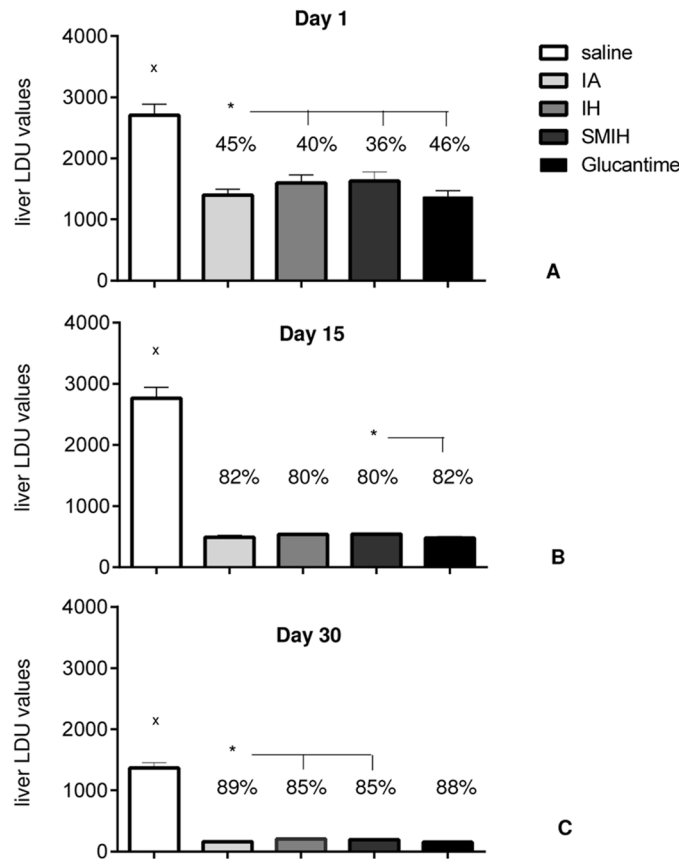 Day 1
liver LDU values
4000
3000
2000
1000
0
x
*
45% 40% 36% 46%
saline
IA
IH
SMIH
Glucantime
A
Day 15
liver LDU values
4000
3000
2000
1000
0
x
*
82% 80% 80% 82%
B
Day 30
liver LDU values
4000
3000
2000
1000
0
x
*
89% 85% 85% 88%
C